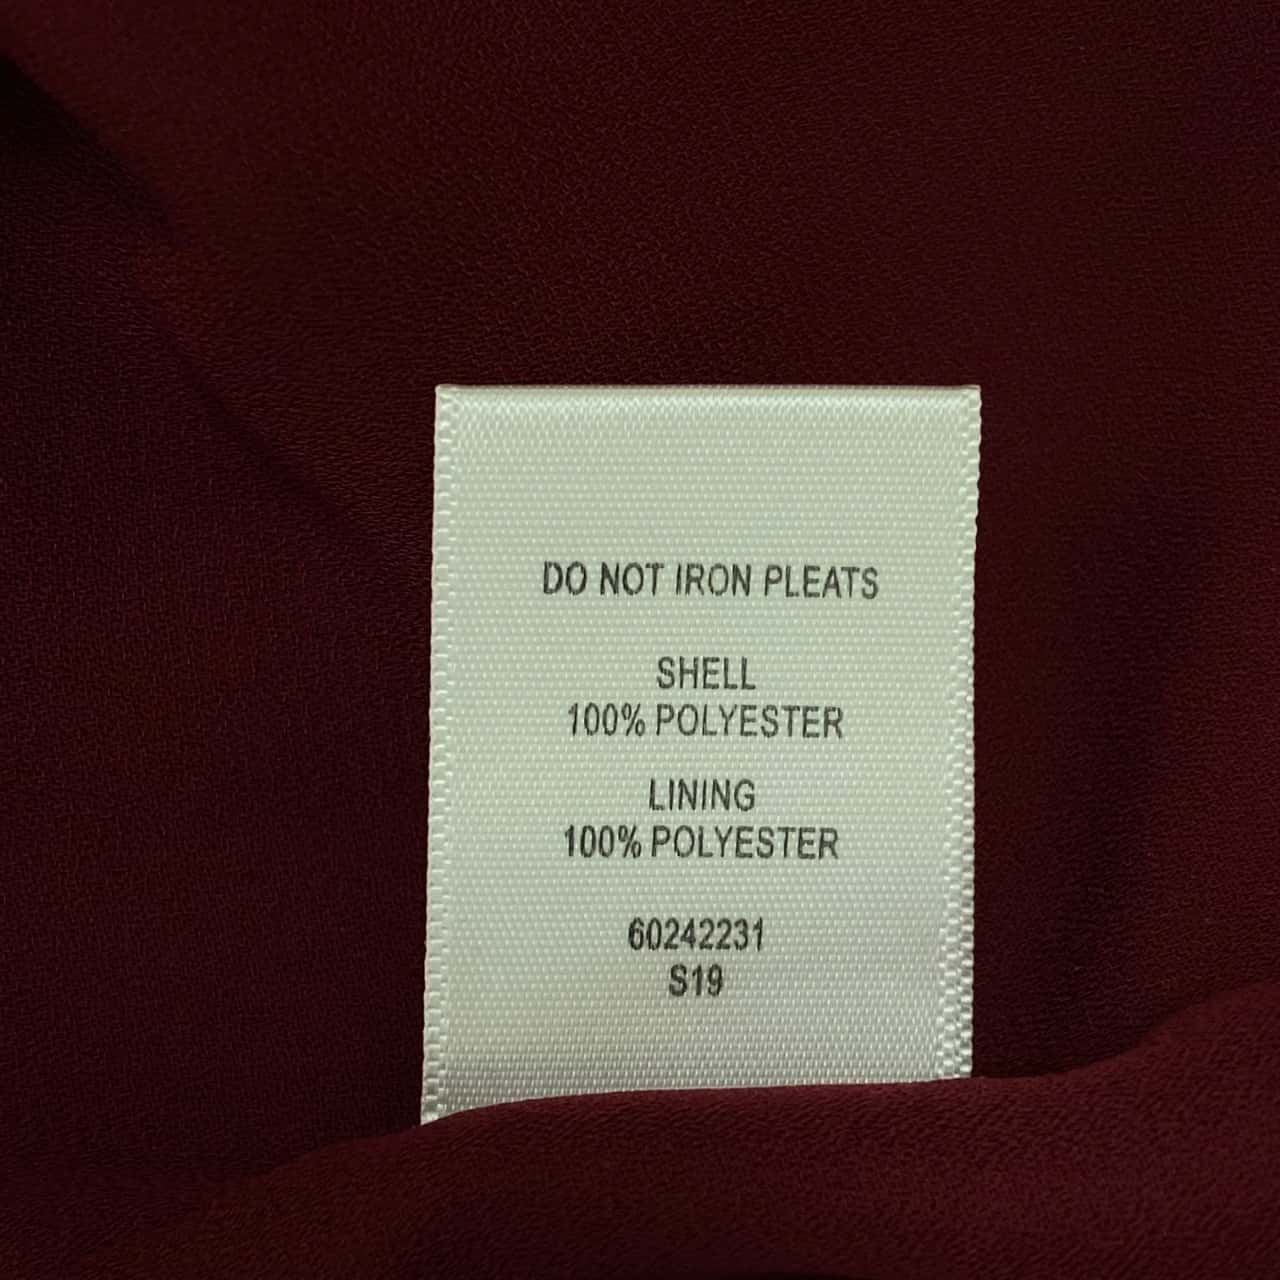 DO NOT IRON PLEATS
SHELL
100% POLYESTER
LINING
100% POLYESTER
60242231
S19